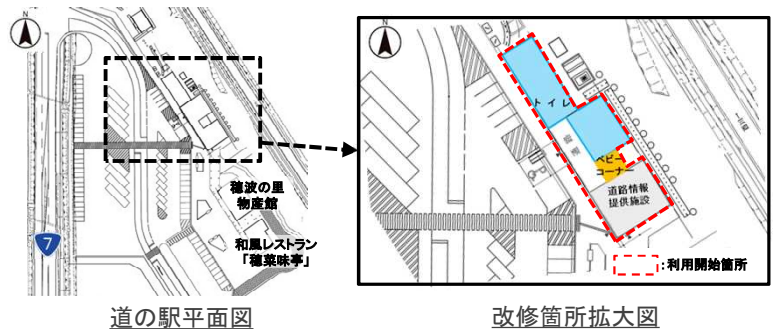 穂波の里
物産館
和風レストラン
「穂菜味亭」
7
道の駅平面図
トイレ
ベビー
コーナー
道路情報
提供施設
:利用開始箇所
改修箇所拡大図